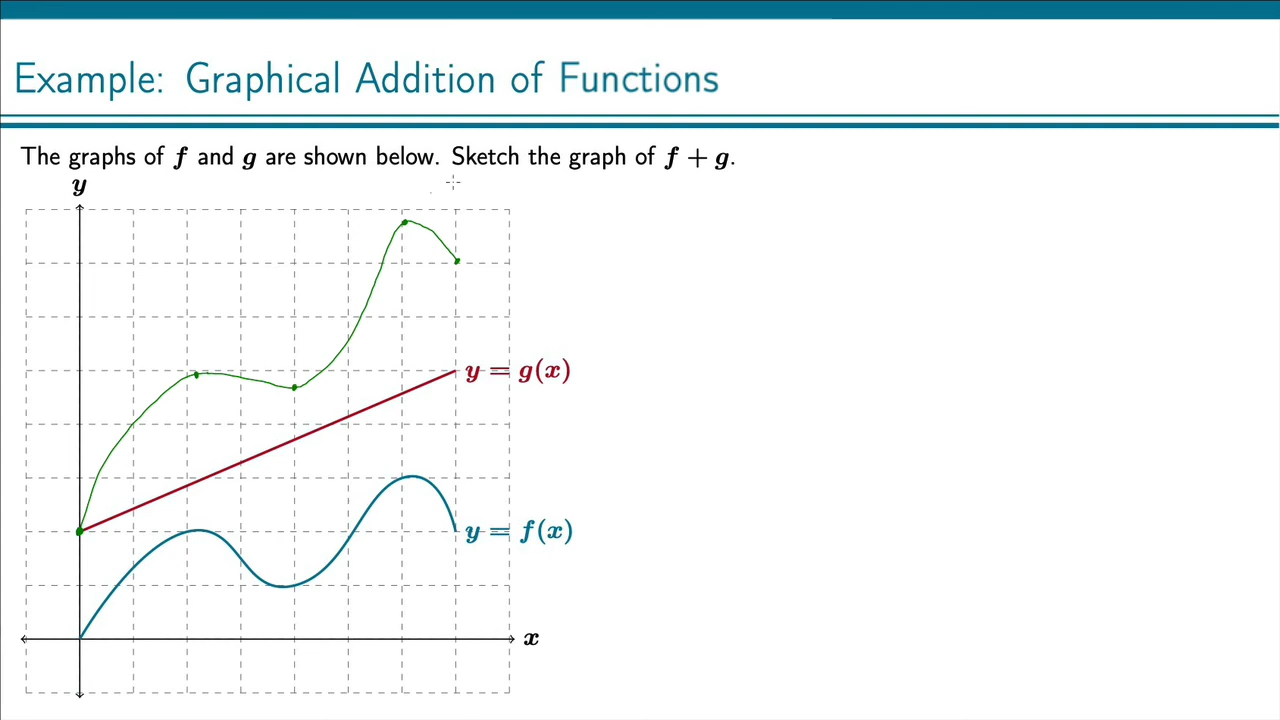 Example: Graphical Addition of Functions
The graphs of f and g are shown below. Sketch the graph of f + g.
y
y = g(x)
y = f(x)
x